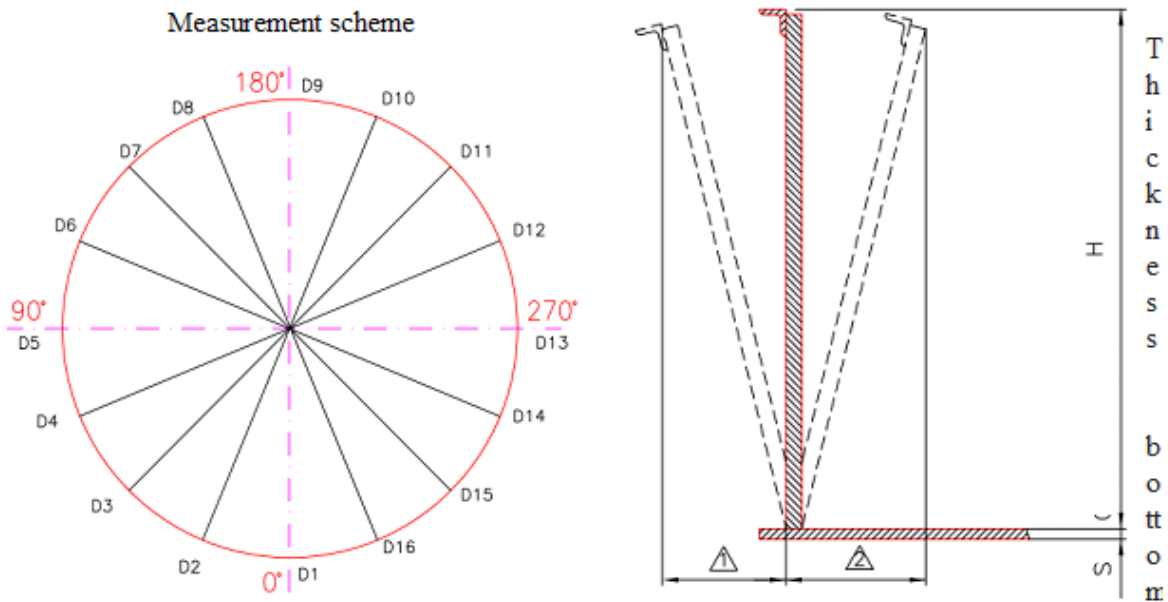 Measurement scheme
180°
D9
D8
D10
D7
D11
D6
D12
90°
270°
D5
D13
D4
D14
D3
D15
D2
D16
D1
0°
1
2
H
S
Thickness bottom